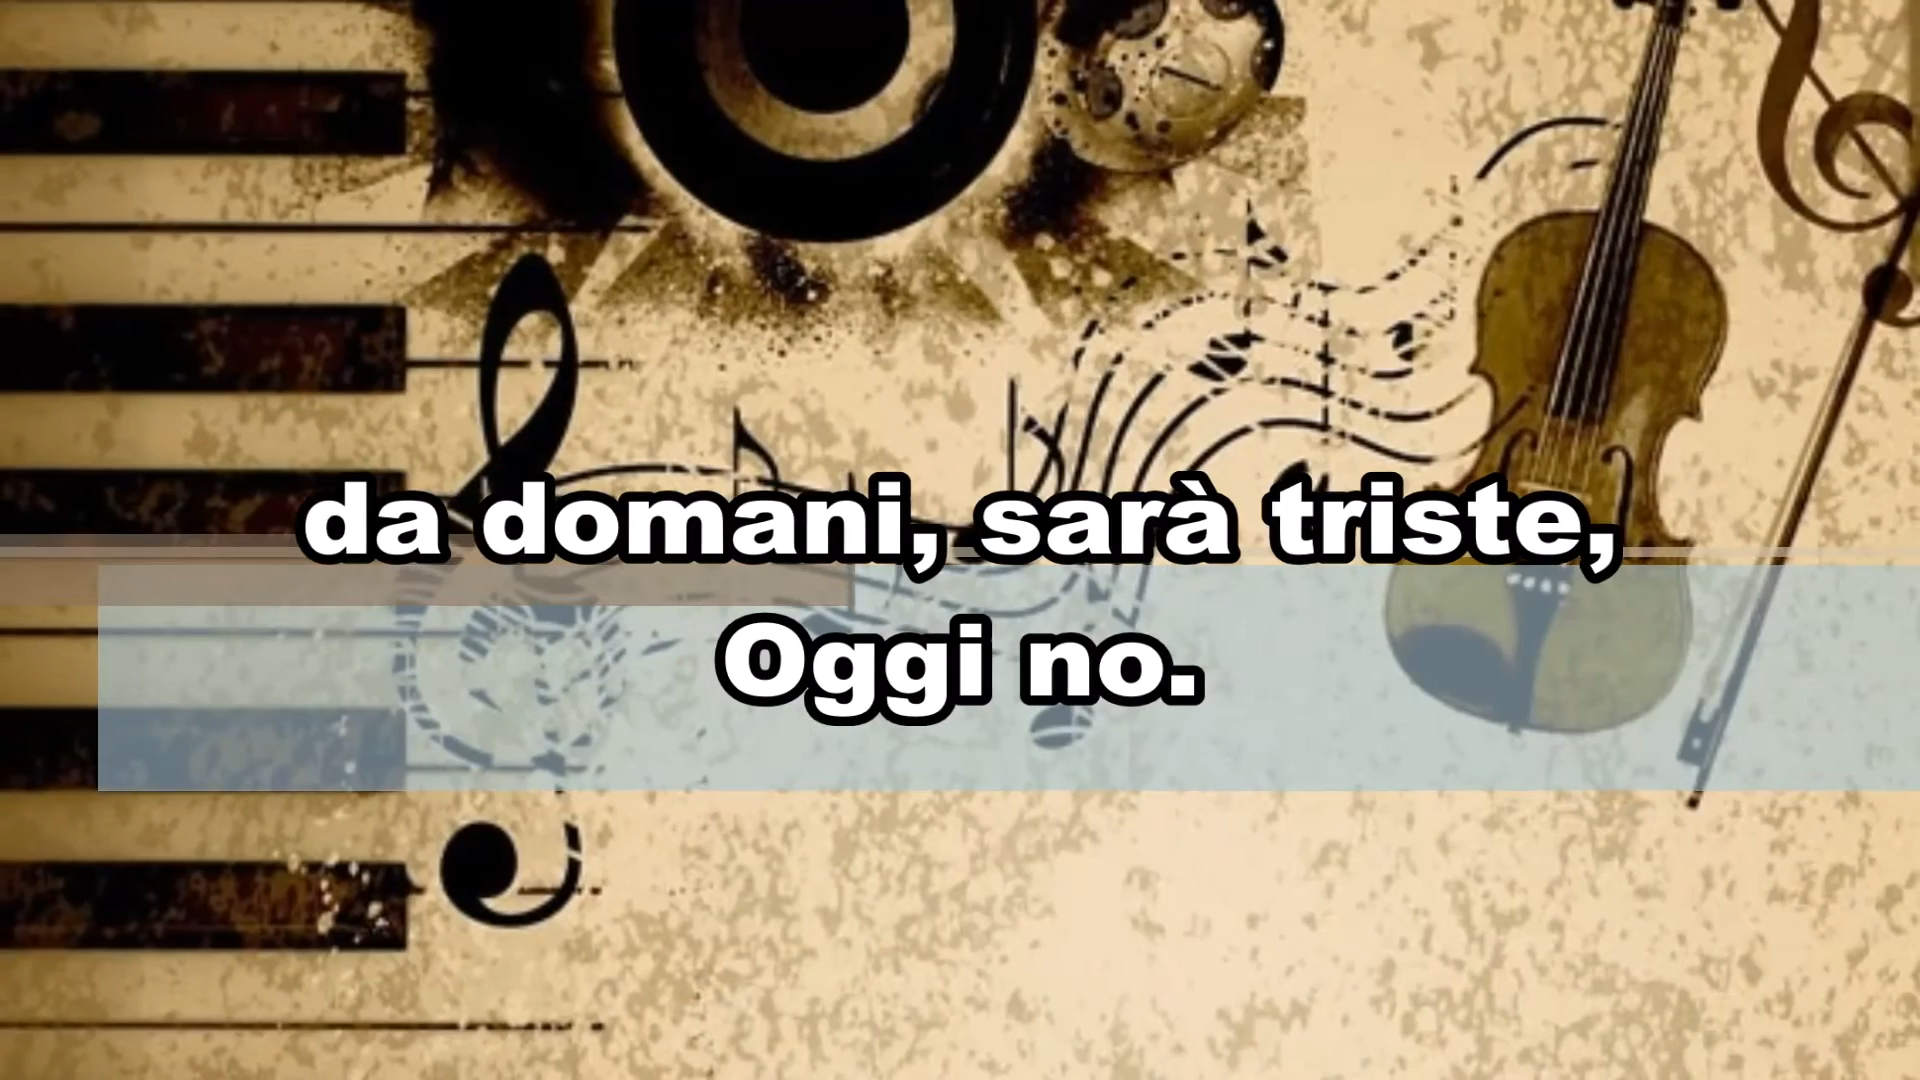 da domani, sarà triste,
Oggi no.